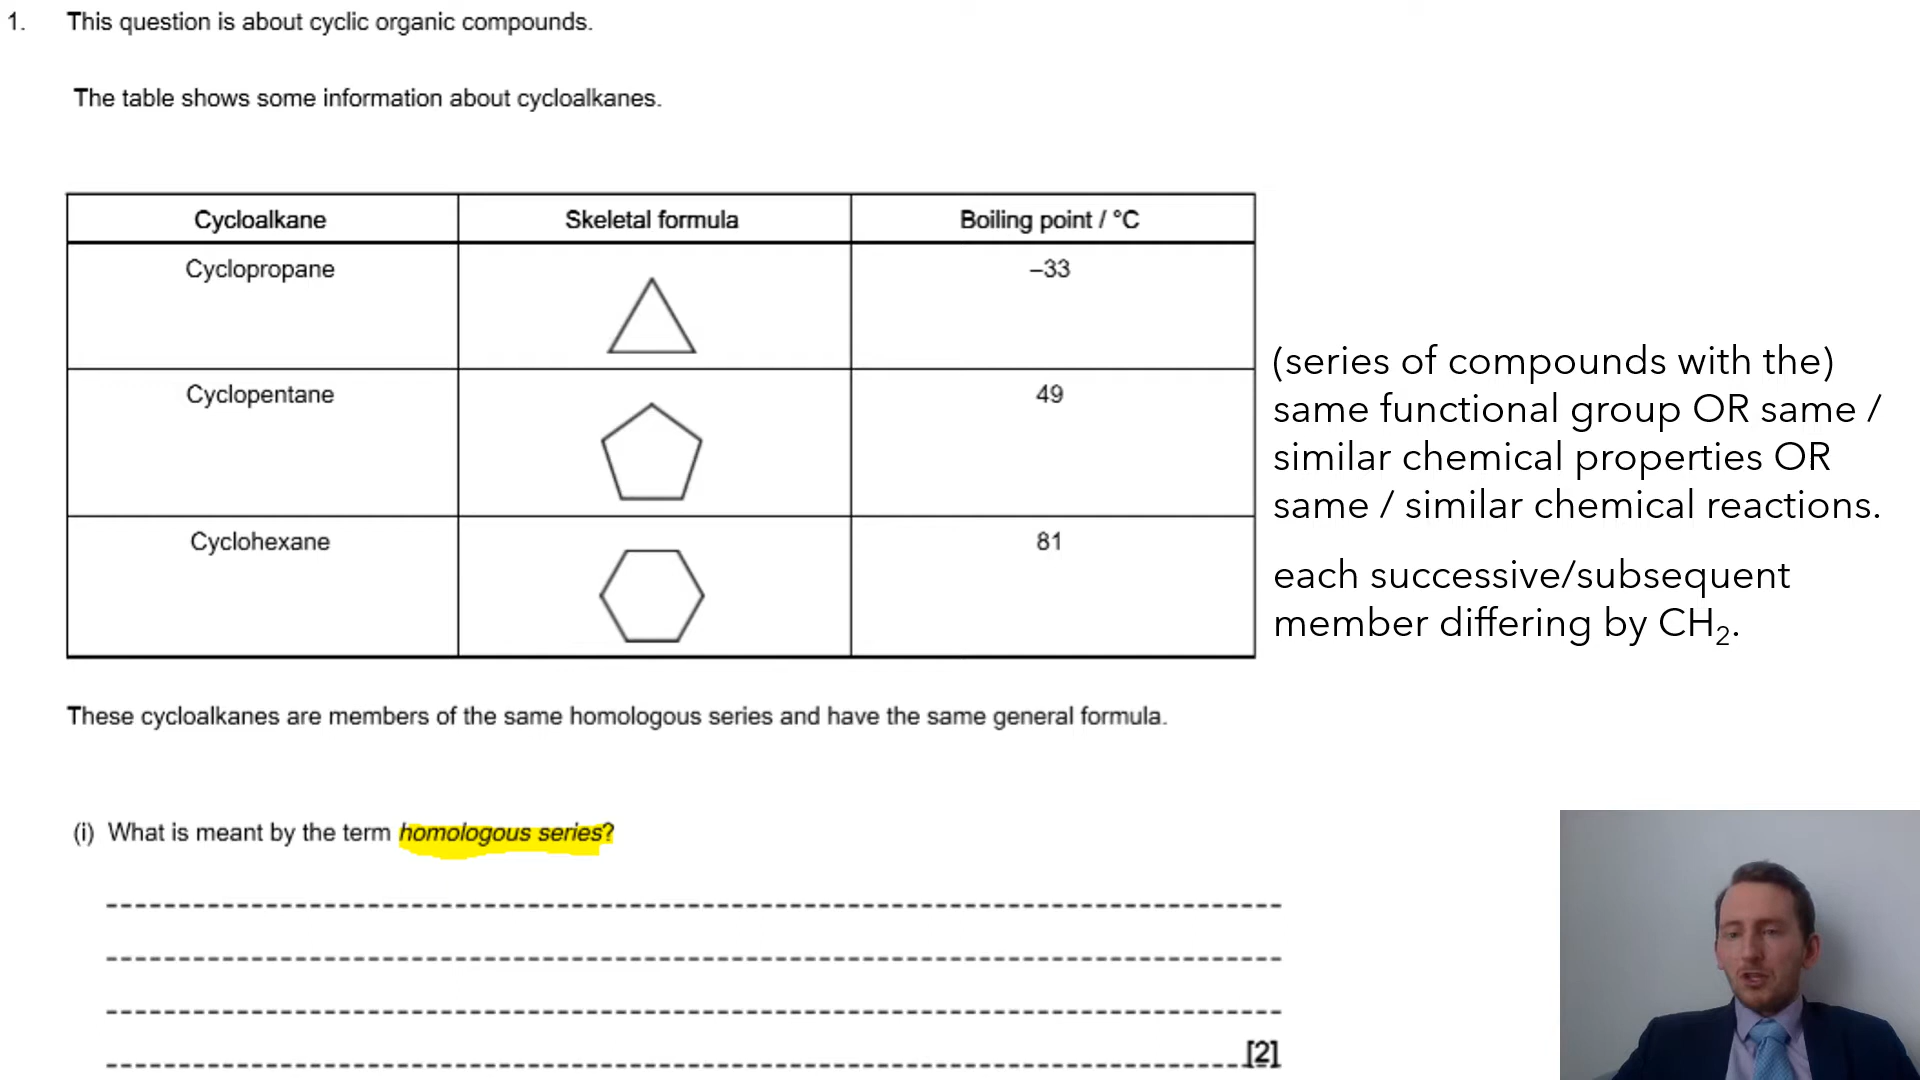 1. This question is about cyclic organic compounds.
The table shows some information about cycloalkanes.
Cycloalkane Skeletal formula Boiling point / °C
Cyclopropane –33
Cyclopentane 49
Cyclohexane 81
(series of compounds with the)
same functional group OR same /
similar chemical properties OR
same / similar chemical reactions.
each successive/subsequent
member differing by CH₂.
These cycloalkanes are members of the same homologous series and have the same general formula.
(i) What is meant by the term homologous series?
[2]